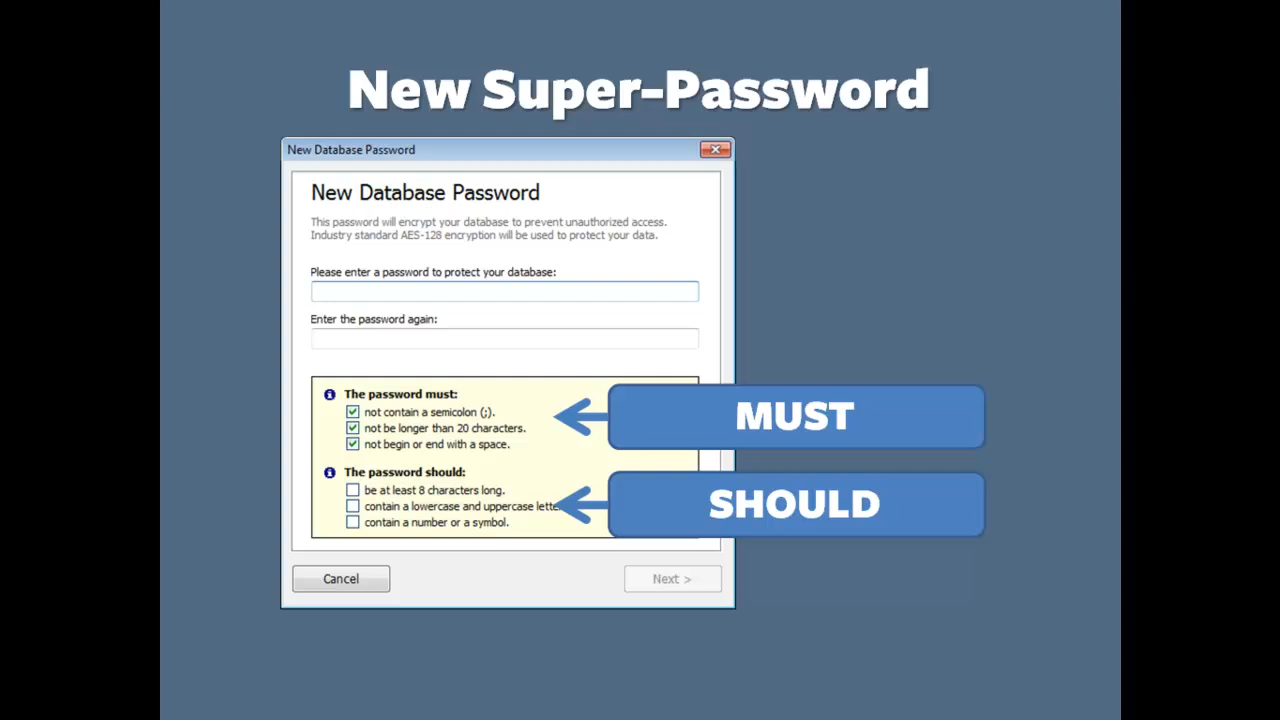 New Super-Password
New Database Password
New Database Password
This password will encrypt your database to prevent unauthorized access.
Industry standard AES-128 encryption will be used to protect your data.
Please enter a password to protect your database:
Enter the password again:
The password must:
not contain a semicolon (;).
not be longer than 20 characters.
not begin or end with a space.
MUST
The password should:
be at least 8 characters long.
contain a lowercase and uppercase
contain a number or a symbol.
SHOULD
Cancel
Next >